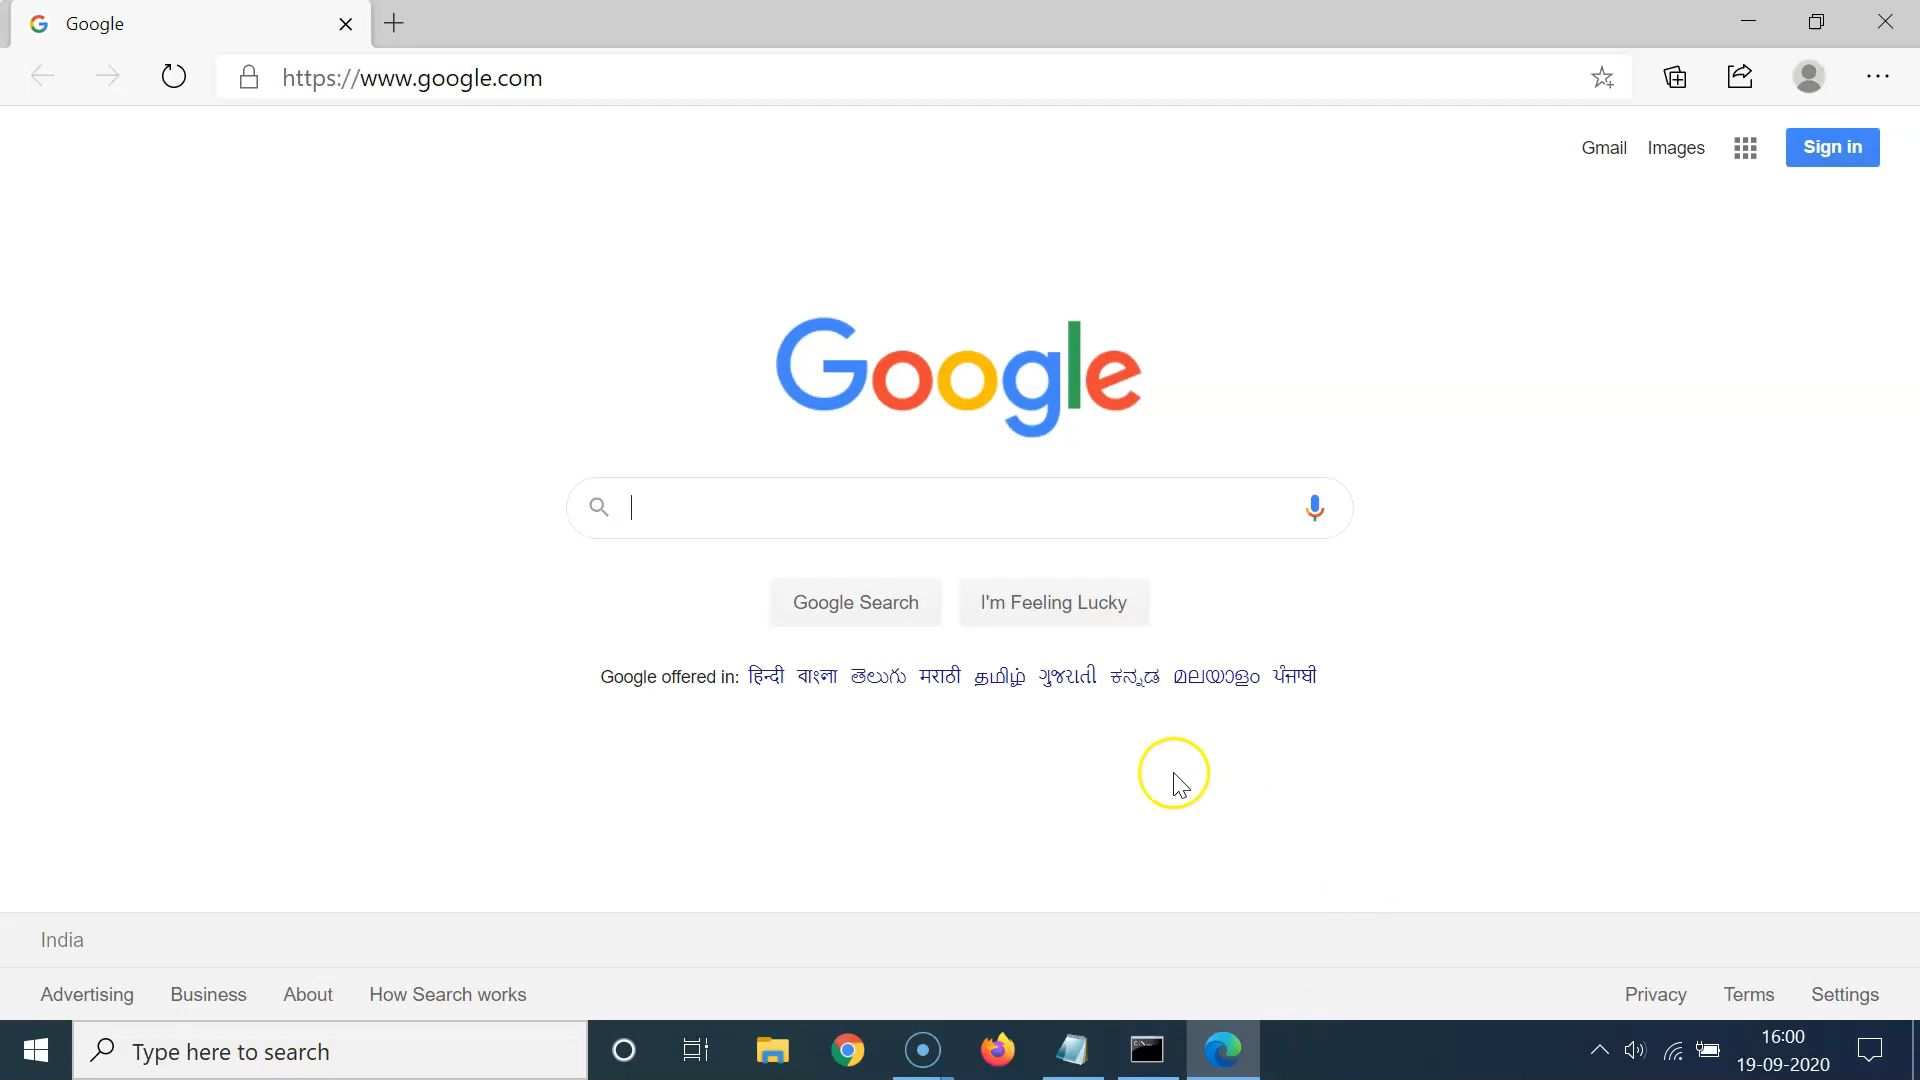 Google
https://www.google.com
Gmail Images Sign in
Google
Google Search I'm Feeling Lucky
Google offered in: हिन्दी বাংলা తెలుగు मराठी தமிழ் ગુજરાતી ಕನ್ನಡ മലയാളം ਪੰਜਾਬੀ
India
Advertising Business About How Search works Privacy Terms Settings
Type here to search
16:00
19-09-2020